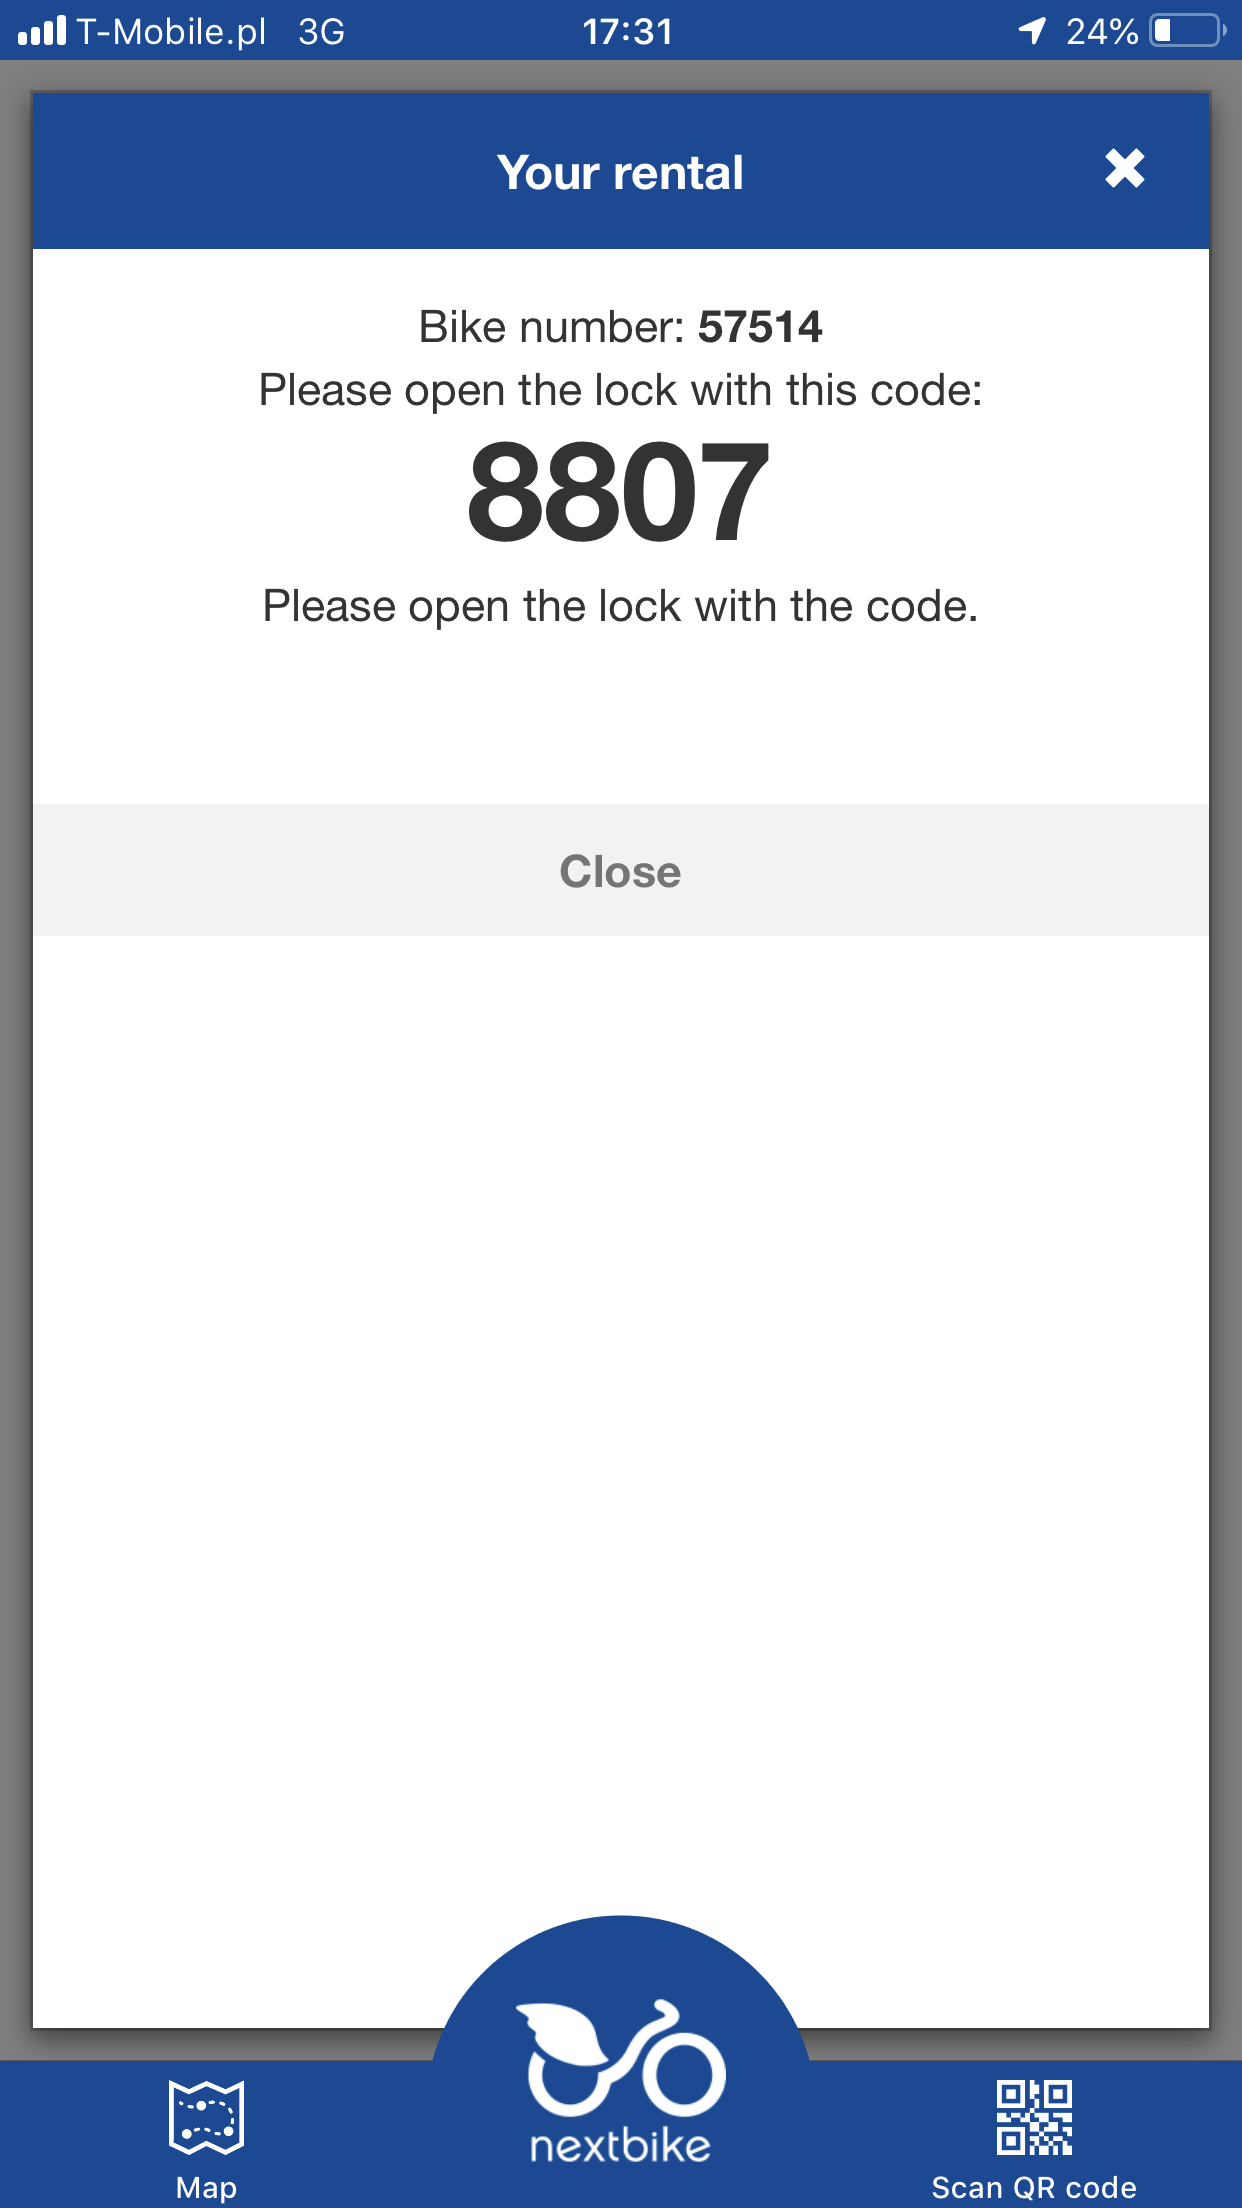 T-Mobile.pl 3G 17:31 24%
Your rental
Bike number: 57514
Please open the lock with this code:
8807
Please open the lock with the code.
Close
nextbike
Map
Scan QR code